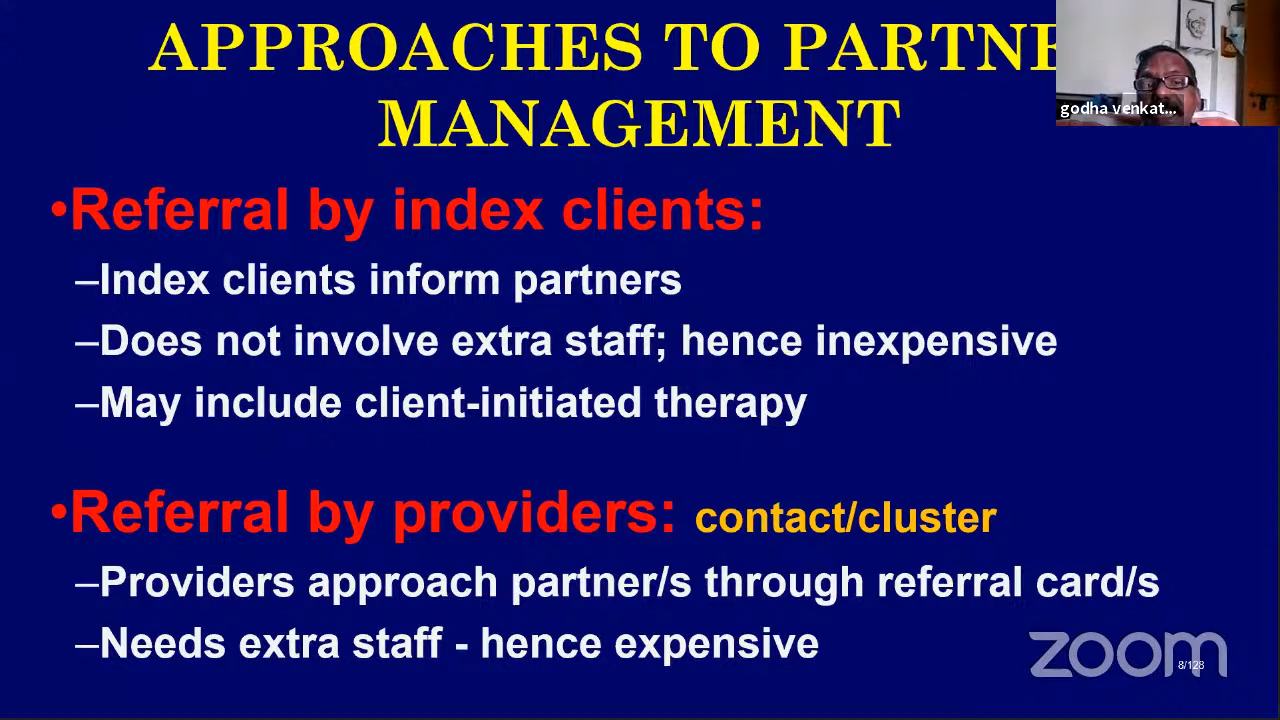 APPROACHES TO PARTNE
MANAGEMENT
godha venkat...
•Referral by index clients:
–Index clients inform partners
–Does not involve extra staff; hence inexpensive
–May include client-initiated therapy
•Referral by providers: contact/cluster
–Providers approach partner/s through referral card/s
–Needs extra staff - hence expensive
zoom
8/128